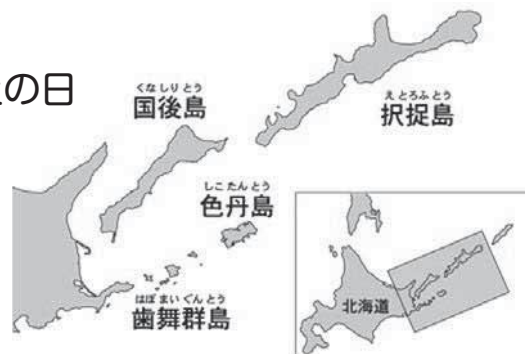 の日
くなしりとう
国後島
えとろふとう
択捉島
しこたんとう
色丹島
はぼまいぐんとう
歯舞群島
北海道